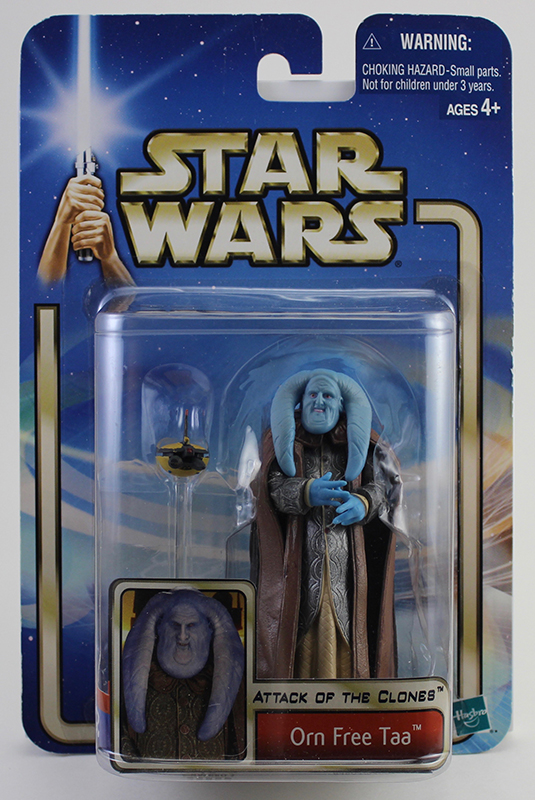 WARNING:
CHOKING HAZARD-Small parts.
Not for children under 3 years.
AGES 4+
STAR
WARS®
ATTACK OF THE CLONES™
Orn Free Taa™
Hasbro